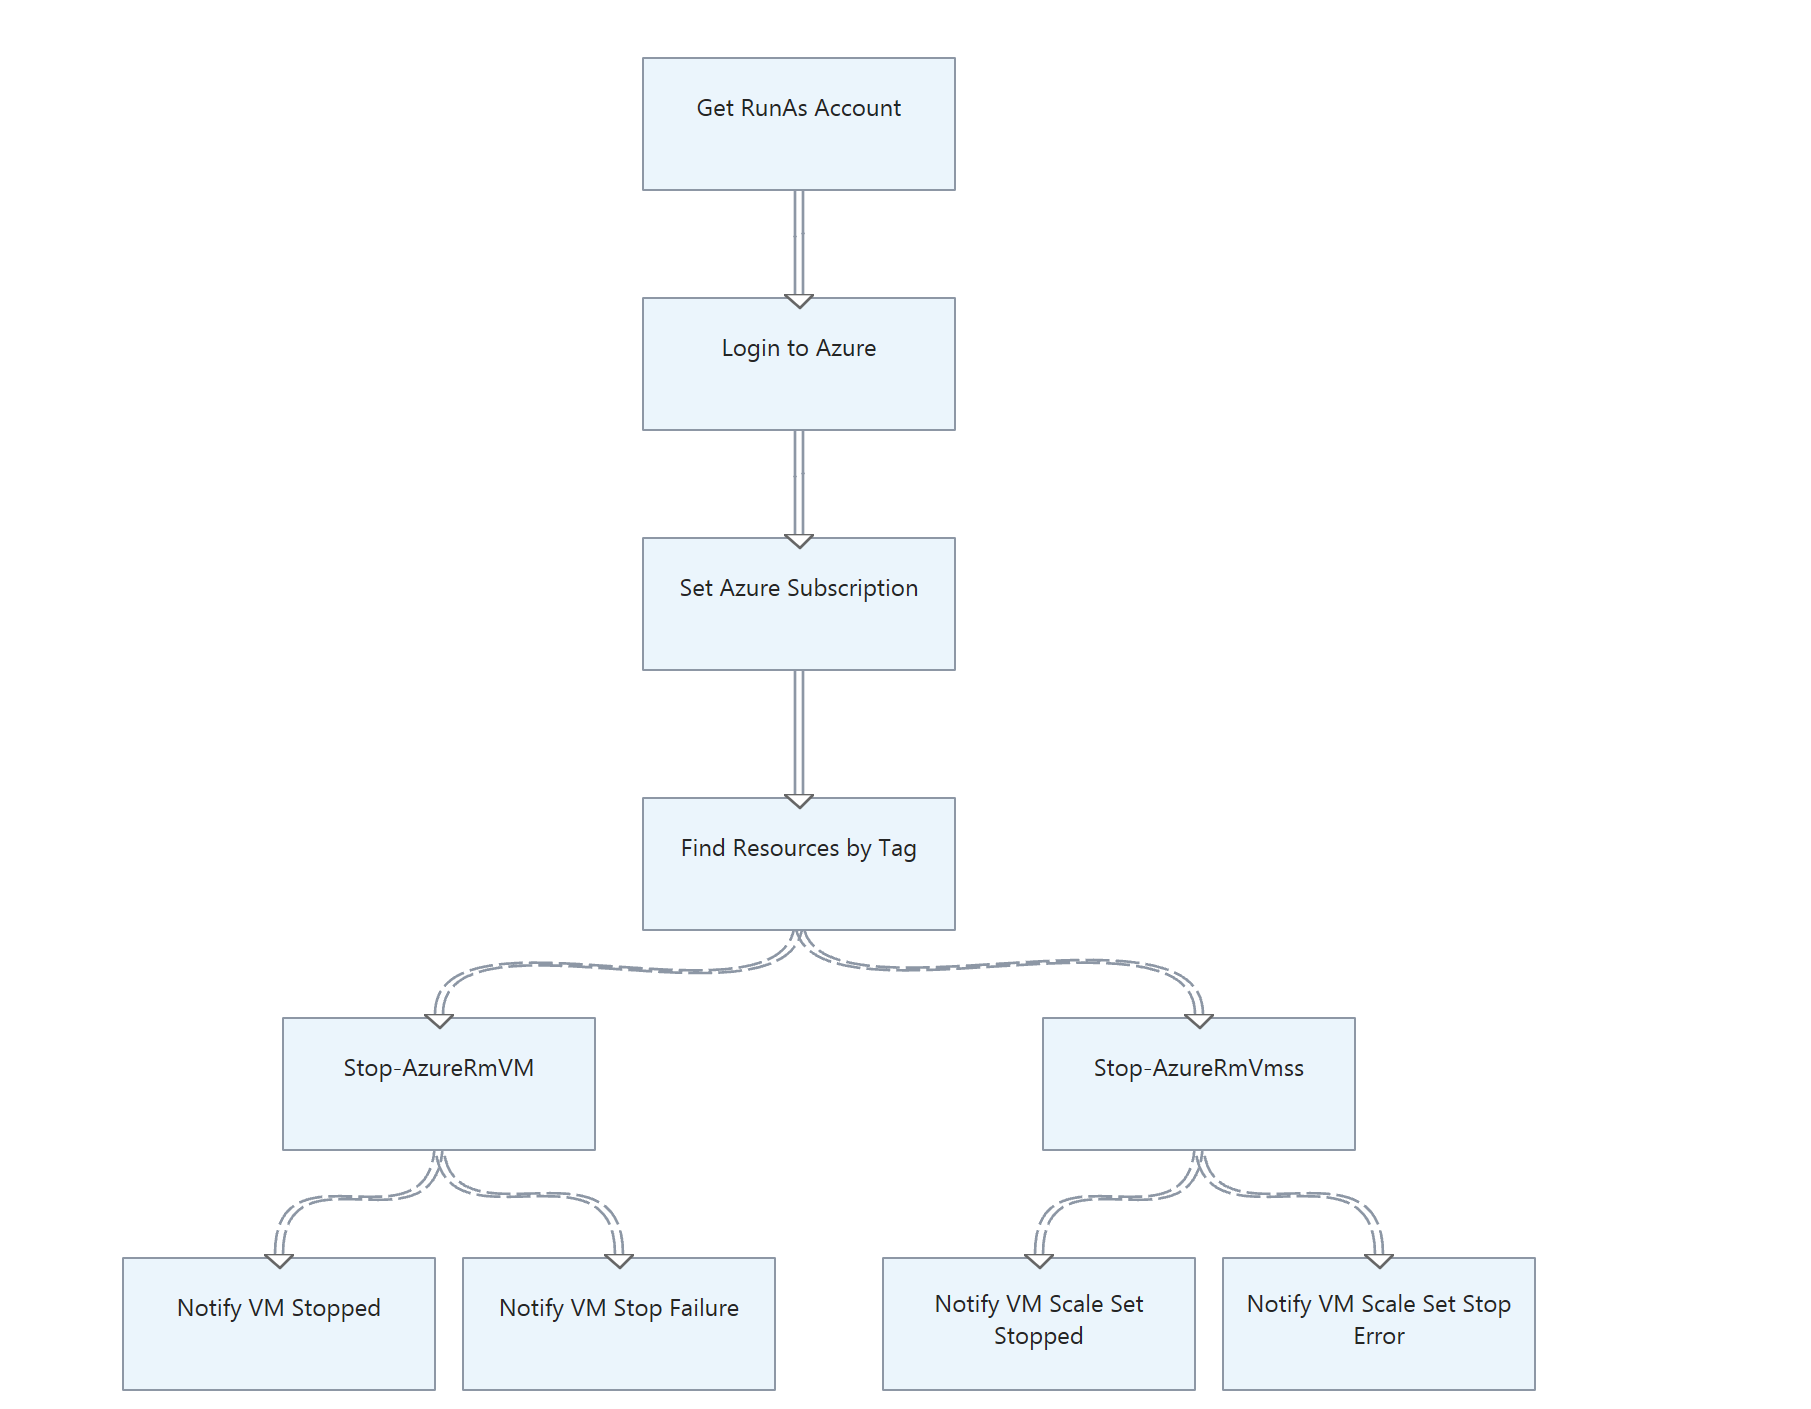 Get RunAs Account
Login to Azure
Set Azure Subscription
Find Resources by Tag
Stop-AzureRmVM
Stop-AzureRmVmss
Notify VM Stopped
Notify VM Stop Failure
Notify VM Scale Set
Stopped
Notify VM Scale Set Stop
Error